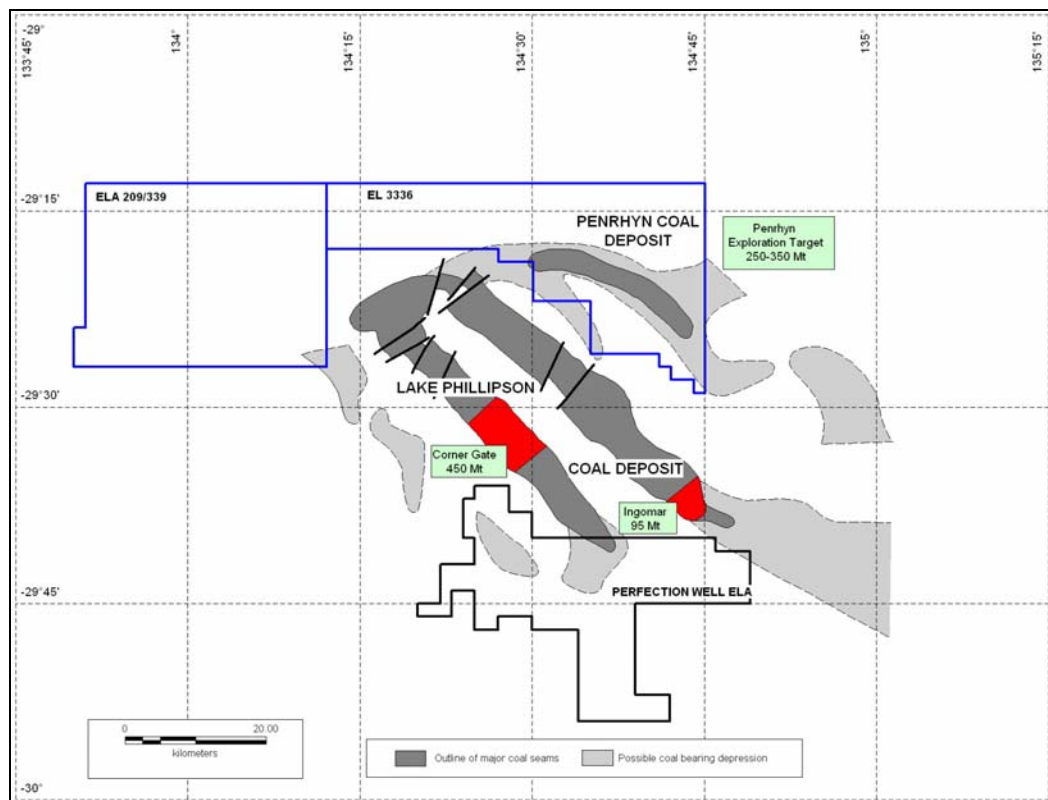 -29°
133°45'
134°
134°15'
134°30'
134°45'
135°
135°15'
-29°15'
ELA 209/339
EL 3336
PENRHYN COAL
DEPOSIT
Penrhyn
Exploration Target
250-350 Mt
LAKE PHILLIPSON
-29°30'
Corner Gate
450 Mt
COAL DEPOSIT
Ingomar
95 Mt
-29°45'
PERFECTION WELL ELA
0
20.00
kilometers
Outline of major coal seams
Possible coal bearing depression
-30°